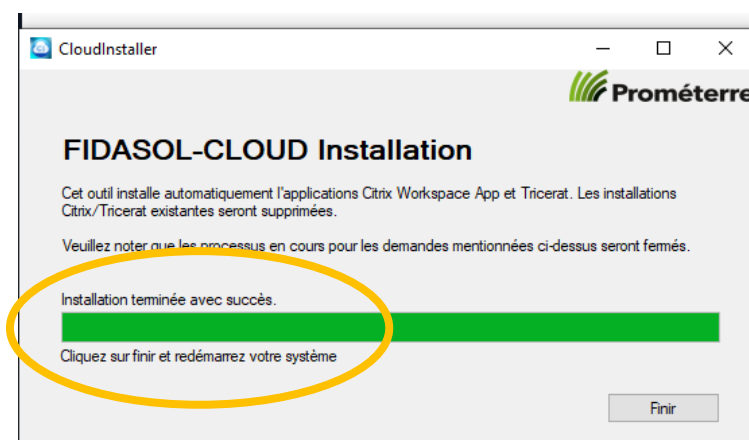 CloudInstaller
Prométerre
FIDASOL-CLOUD Installation
Cet outil installe automatiquement l'applications Citrix Workspace App et Tricerat. Les installations
Citrix/Tricerat existantes seront supprimées.
Veuillez noter que les processus en cours pour les demandes mentionnées ci-dessus seront fermés.
Installation terminée avec succès.
Cliquez sur finir et redémarrez votre système
Finir